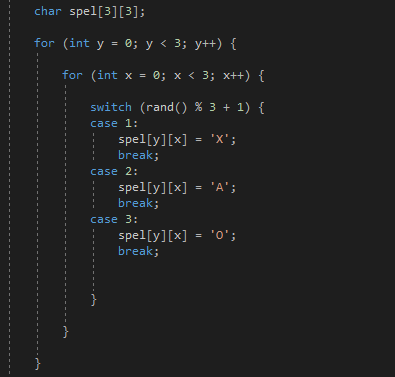 char spel[3][3];
for (int y = 0; y < 3; y++) {
for (int x = 0; x < 3; x++) {
switch (rand() % 3 + 1) {
case 1:
spel[y][x] = 'X';
break;
case 2:
spel[y][x] = 'A';
break;
case 3:
spel[y][x] = 'O';
break;
}
}
}